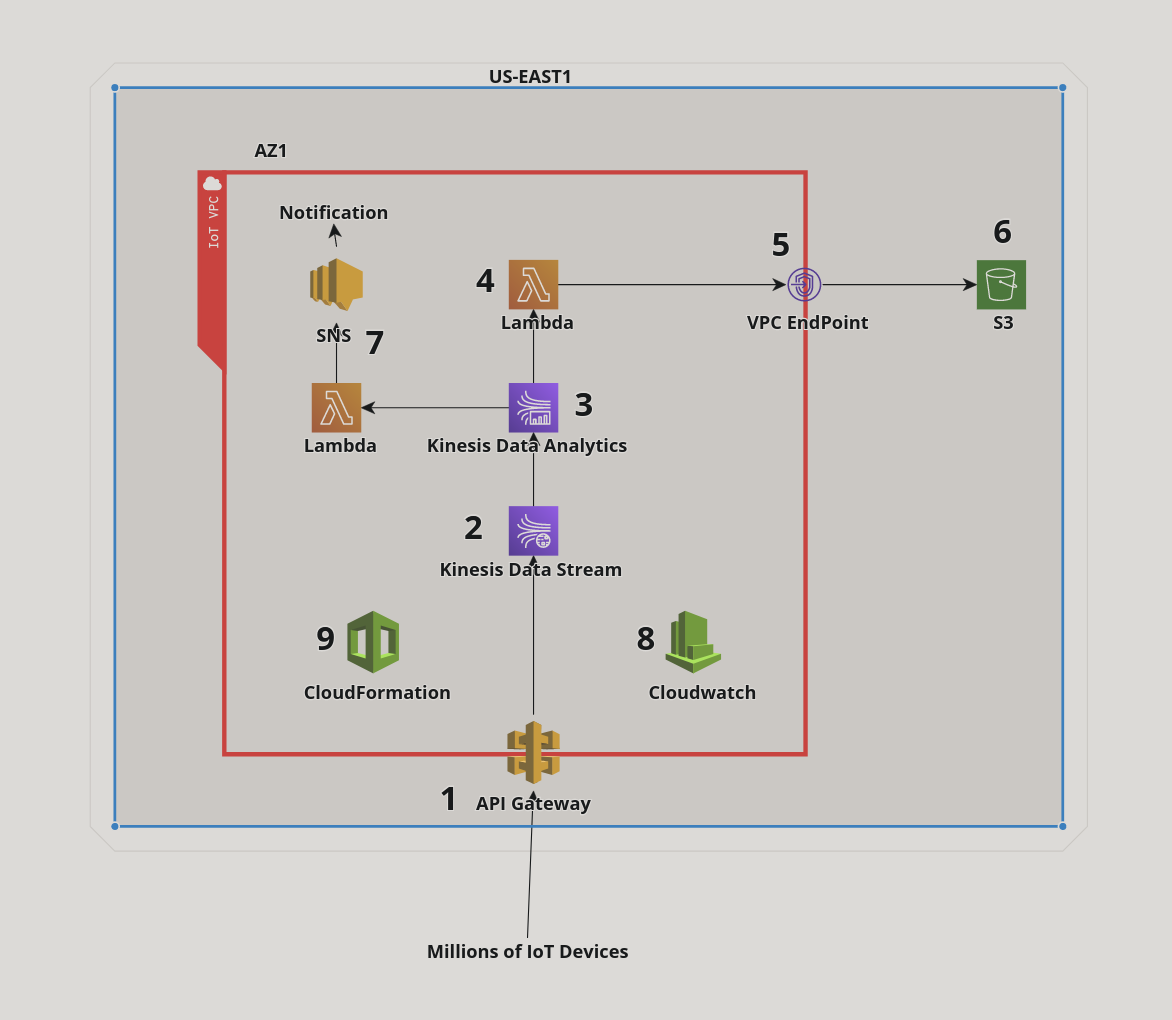 US-EAST1
AZ1
IoT VPC
Notification
6
5
4
Lambda
VPC EndPoint
S3
SNS
7
3
Lambda
Kinesis Data Analytics
2
Kinesis Data Stream
9
8
CloudFormation
Cloudwatch
1
API Gateway
Millions of IoT Devices